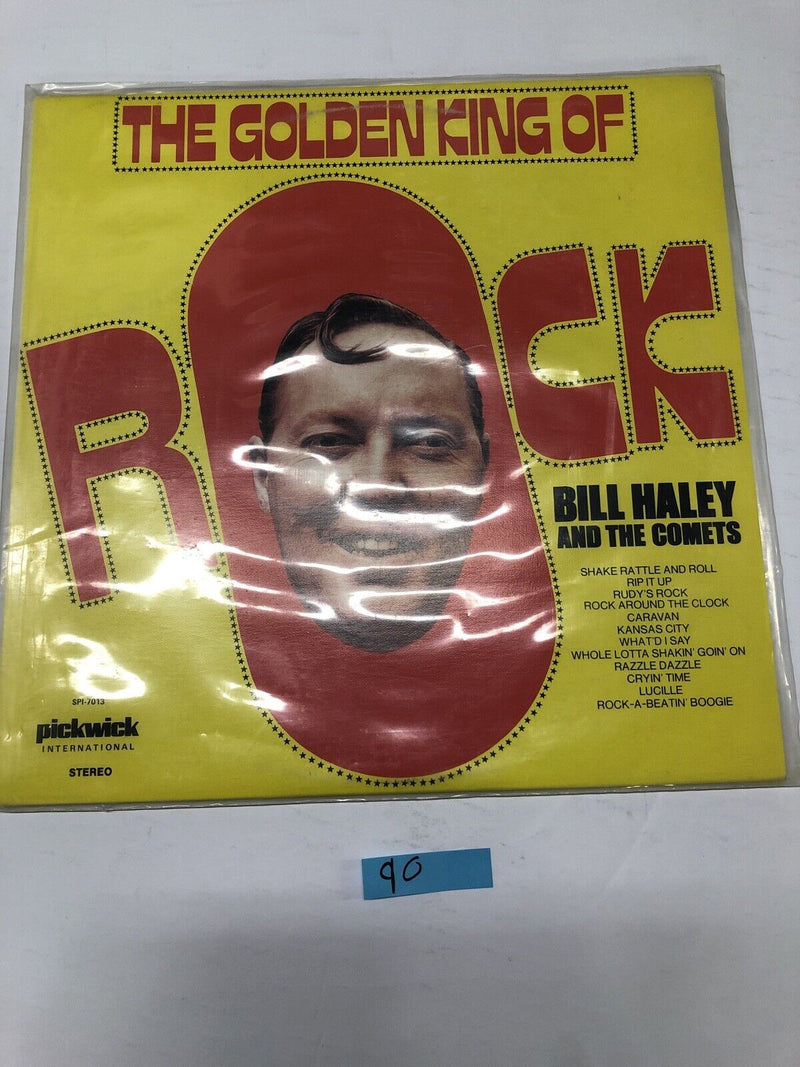 THE GOLDEN KING OF
ROCK
BILL HALEY
AND THE COMETS
SHAKE RATTLE AND ROLL
RIP IT UP
RUDY'S ROCK
ROCK AROUND THE CLOCK
CARAVAN
KANSAS CITY
WHAT'D I SAY
WHOLE LOTTA SHAKIN' GOIN' ON
RAZZLE DAZZLE
CRYIN' TIME
LUCILLE
ROCK-A-BEATIN' BOOGIE
SPI-7013
pickwick
INTERNATIONAL
STEREO
90